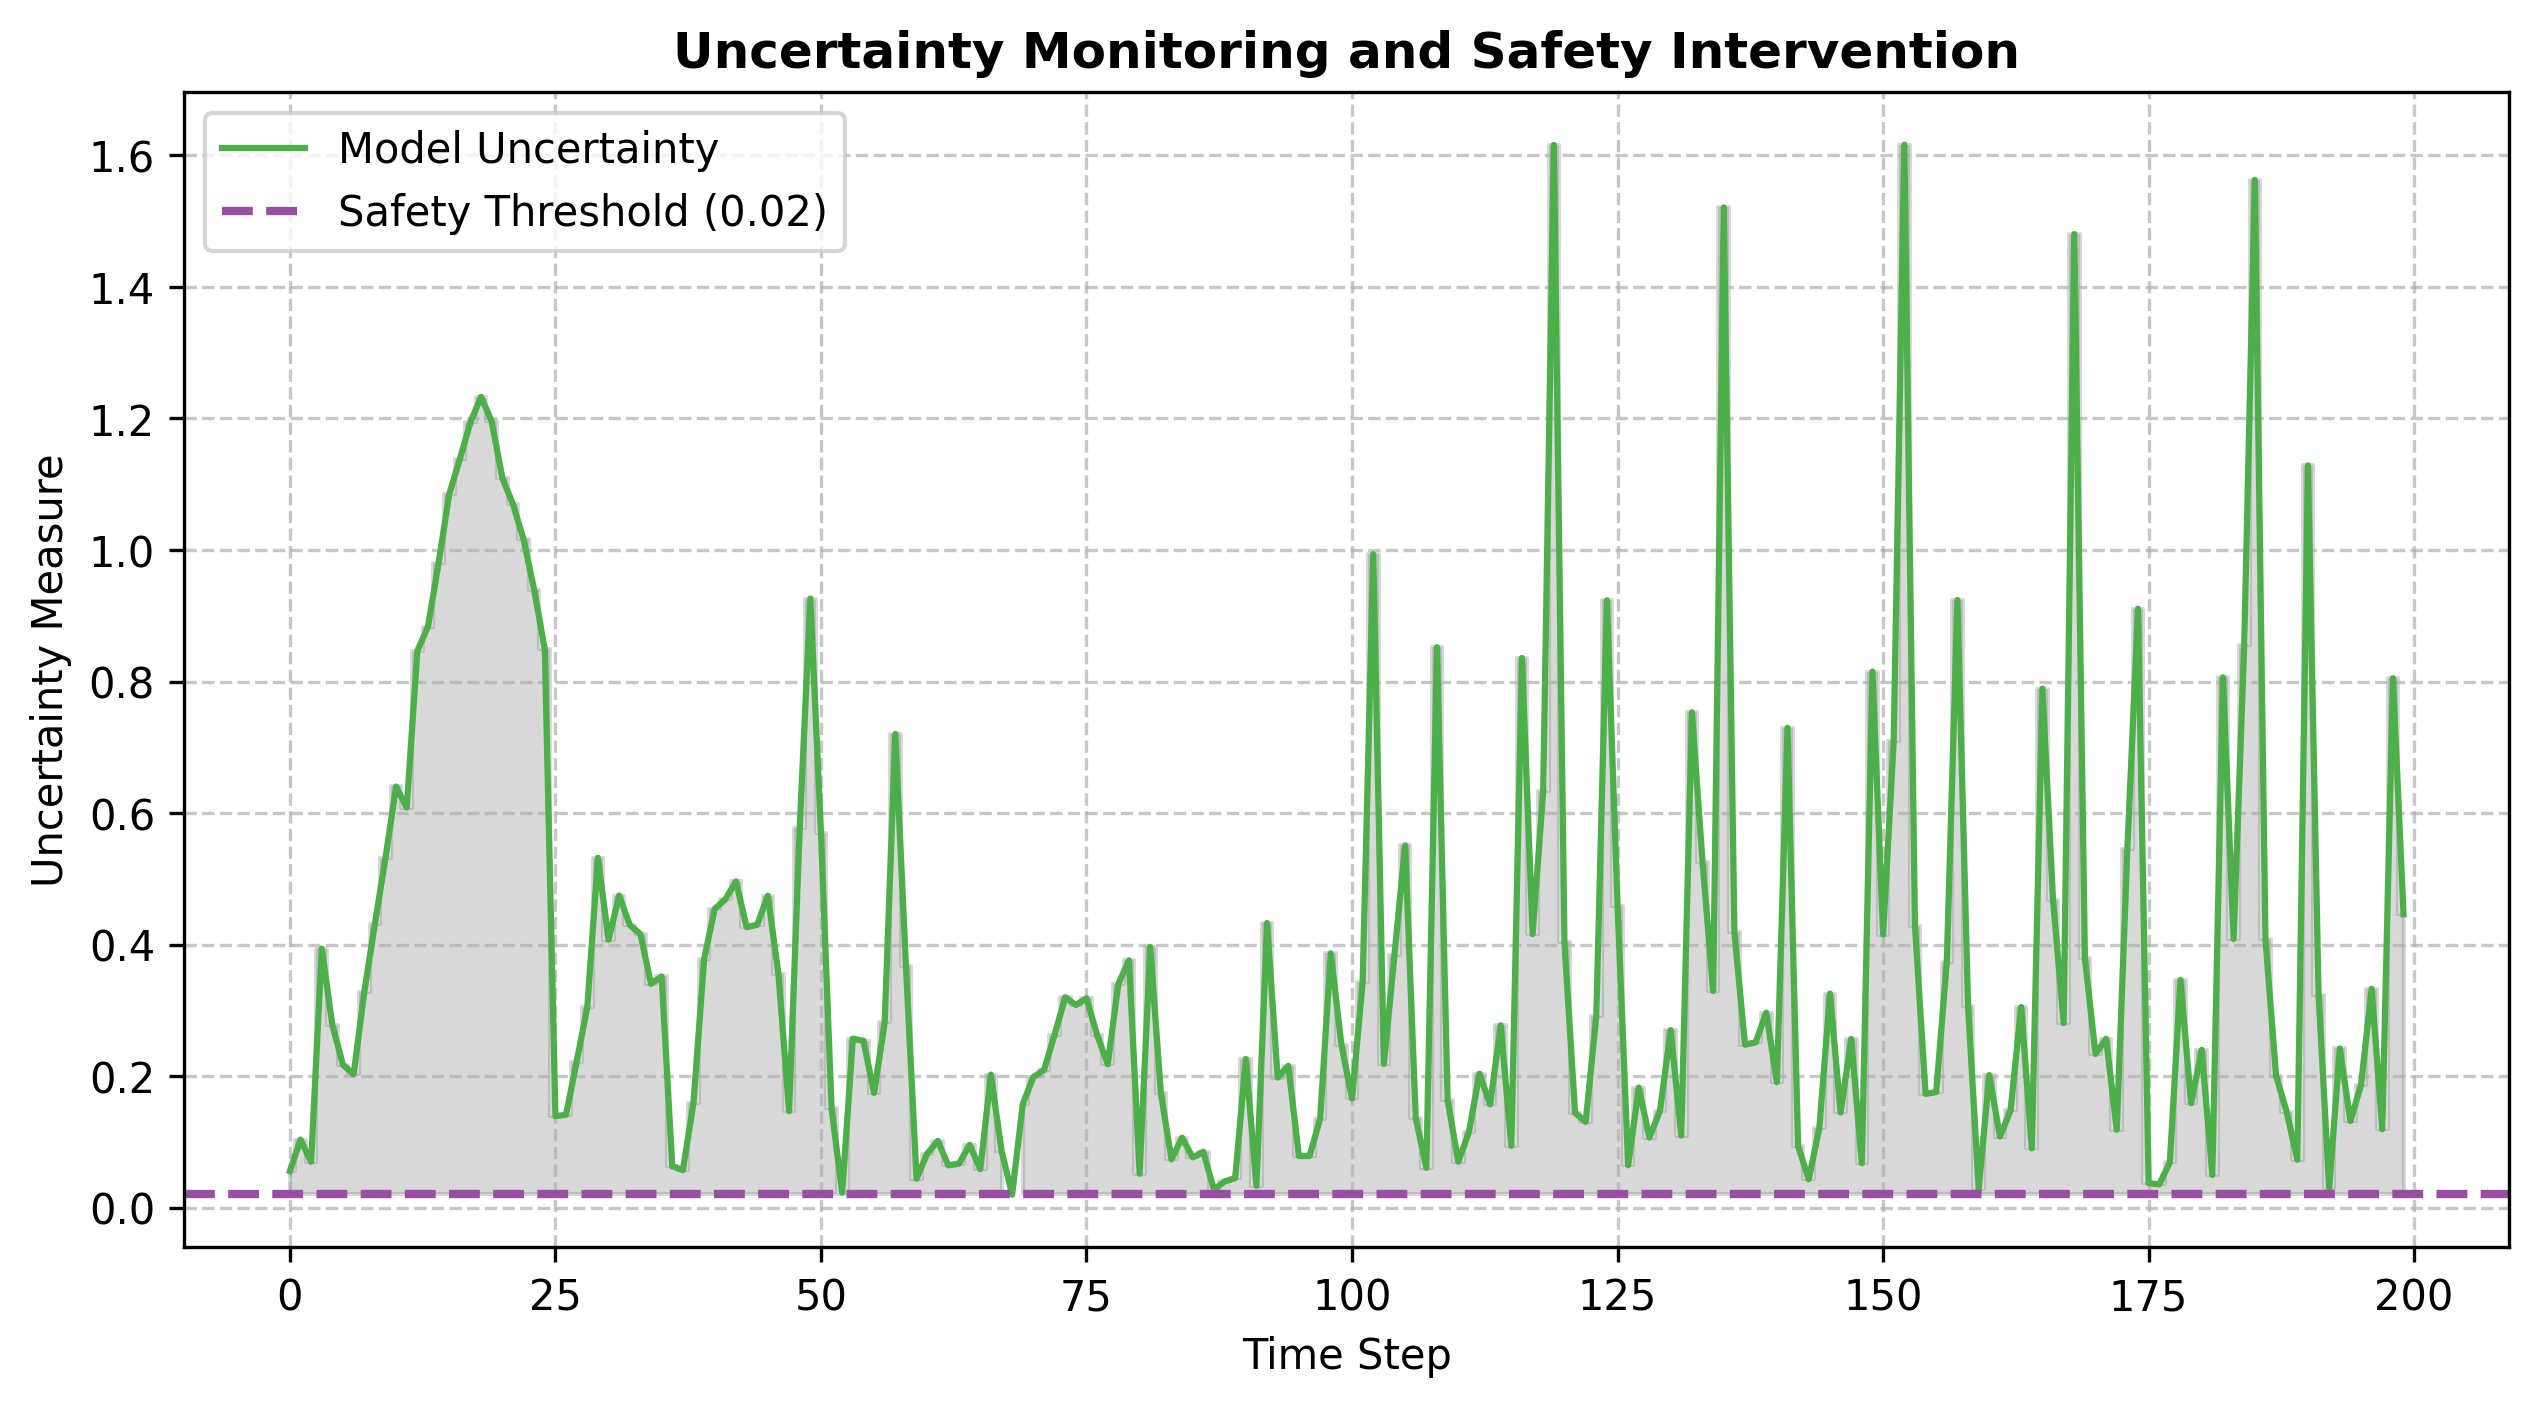 Uncertainty Monitoring and Safety Intervention
Model Uncertainty
Safety Threshold (0.02)
Uncertainty Measure
1.6
1.4
1.2
1.0
0.8
0.6
0.4
0.2
0.0
0 25 50 75 100 125 150 175 200
Time Step